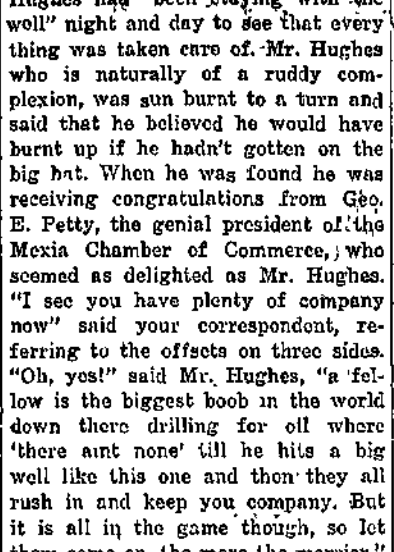 Hughes had been staying with the
well" night and day to see that every
thing was taken care of. Mr. Hughes
who is naturally of a ruddy com-
plexion, was sun burnt to a turn and
said that he believed he would have
burnt up if he hadn't gotten on the
big hat. When he was found he was
receiving congratulations from Geo.
E. Petty, the genial president of the
Mexia Chamber of Commerce, who
seemed as delighted as Mr. Hughes.
"I see you have plenty of company
now" said your correspondent, re-
ferring to the offsets on three sides.
"Oh, yes!" said Mr. Hughes, "a fel-
low is the biggest boob in the world
down there drilling for oil where
'there aint none' till he hits a big
well like this one and then they all
rush in and keep you company. But
it is all in the game though, so let
them come on, the more the merrier."